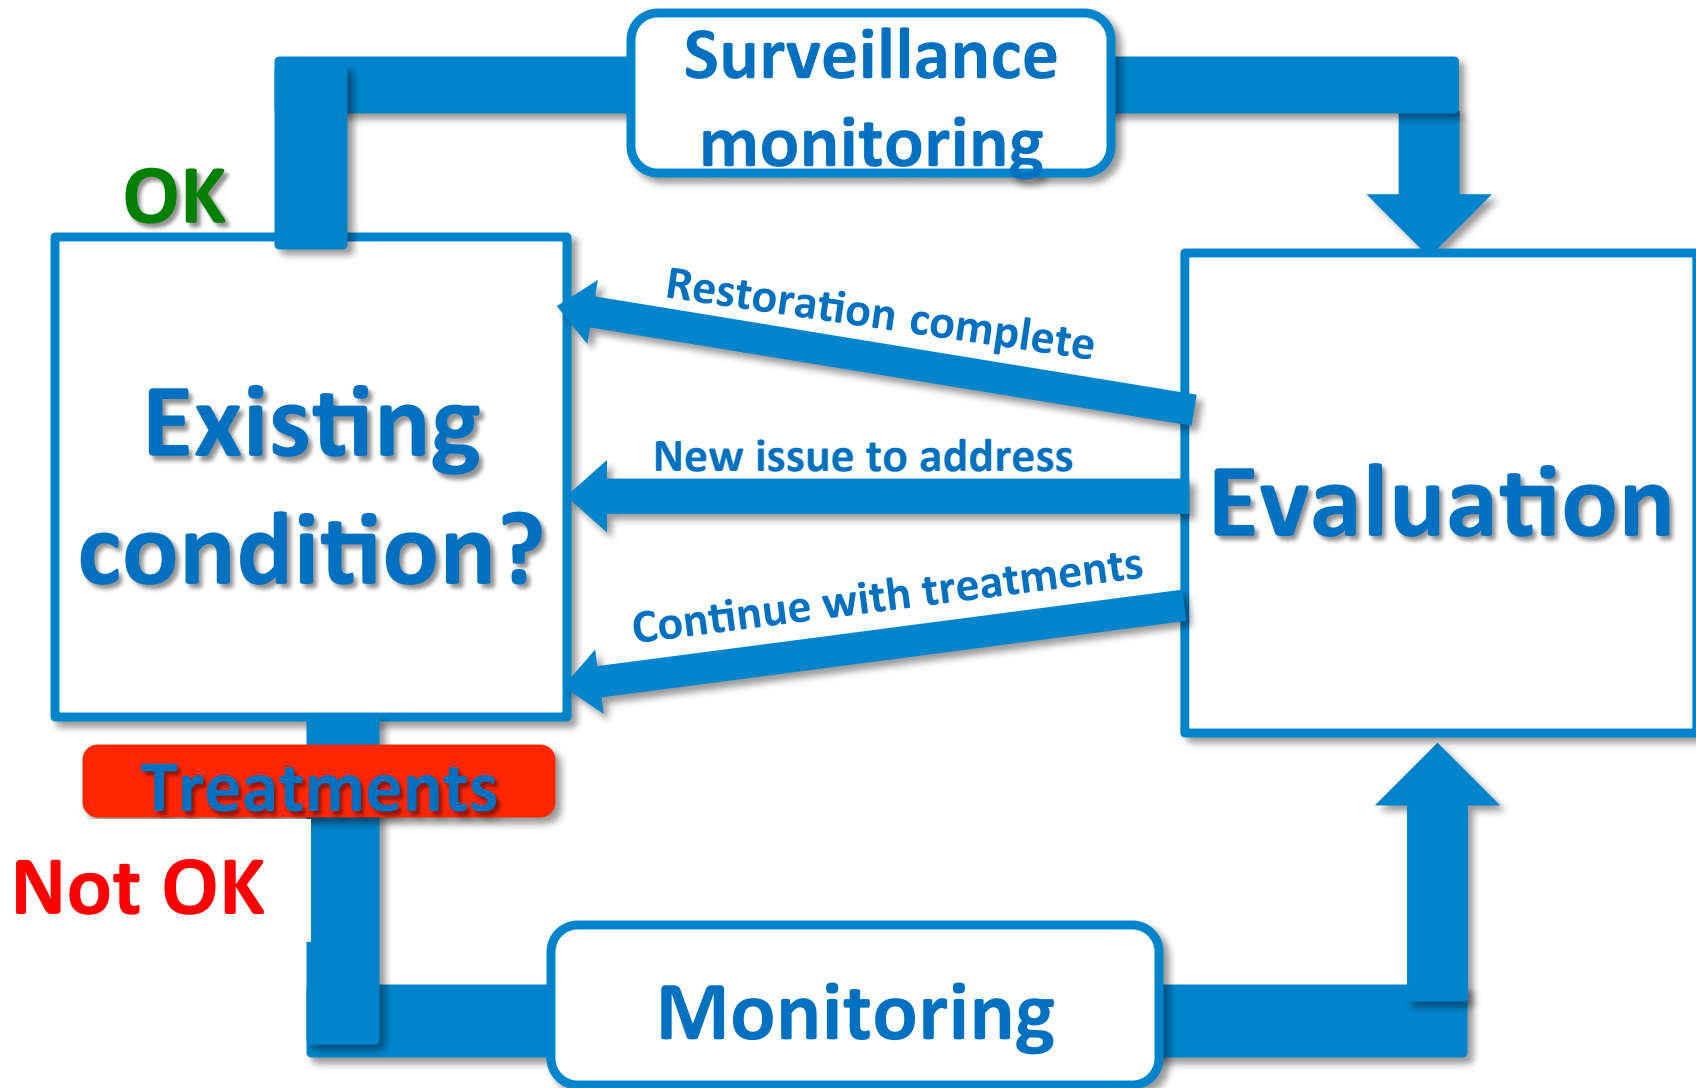 Surveillance
monitoring
OK
Restoration complete
Existing
condition?
New issue to address
Evaluation
Continue with treatments
Treatments
Not OK
Monitoring